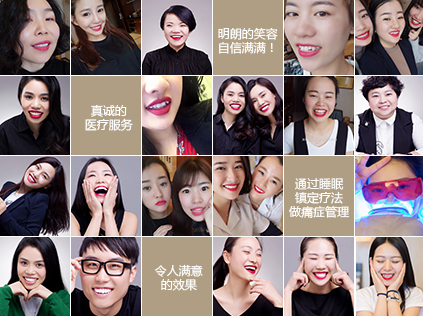 明朗的笑容
自信满满！
真诚的
医疗服务
通过睡眠
镇定疗法
做痛症管理
令人满意
的效果